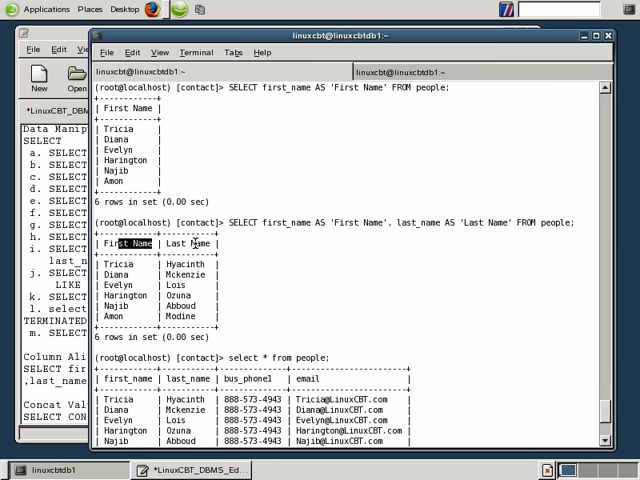 Applications Places Desktop
linuxcbt@linuxcbtdb1:~
File Edit View Terminal Tabs Help
linuxcbt@linuxcbtdb1:~ linuxcbt@linuxcbtdb1:~
(root@localhost) [contact]> SELECT first_name AS 'First Name' FROM people;
+------------+
| First Name |
+------------+
| Tricia |
| Diana |
| Evelyn |
| Harington |
| Najib |
| Amon |
+------------+
6 rows in set (0.00 sec)
(root@localhost) [contact]> SELECT first_name AS 'First Name', last_name AS 'Last Name' FROM people;
+------------+-----------+
| First Name | Last Name |
+------------+-----------+
| Tricia | Hyacinth |
| Diana | Mckenzie |
| Evelyn | Lois |
| Harington | Ozuna |
| Najib | Abboud |
| Amon | Modine |
+------------+-----------+
6 rows in set (0.00 sec)
(root@localhost) [contact]> select * from people;
+------------+-----------+--------------+------------------------+
| first_name | last_name | bus_phone1 | email |
+------------+-----------+--------------+------------------------+
| Tricia | Hyacinth | 888-573-4943 | Tricia@LinuxCBT.com |
| Diana | Mckenzie | 888-573-4943 | Diana@LinuxCBT.com |
| Evelyn | Lois | 888-573-4943 | Evelyn@LinuxCBT.com |
| Harington | Ozuna | 888-573-4943 | Harington@LinuxCBT.com |
| Najib | Abboud | 888-573-4943 | Najib@LinuxCBT.com |
File Edit
New Open
*LinuxCBT_DBM
Data Manip
SELECT
a. SELECT
b. SELECT
c. SELECT
d. SELECT
e. SELECT
f. SELECT
g. SELECT
h. SELECT
i. SELECT
last_n
j. SELECT
LIKE
k. SELECT
l. select
TERMINATED
m. SELECT
Column Ali
SELECT fir
,last_name
Concat Val
SELECT CON
linuxcbtdb1 *LinuxCBT_DBMS_Ed...